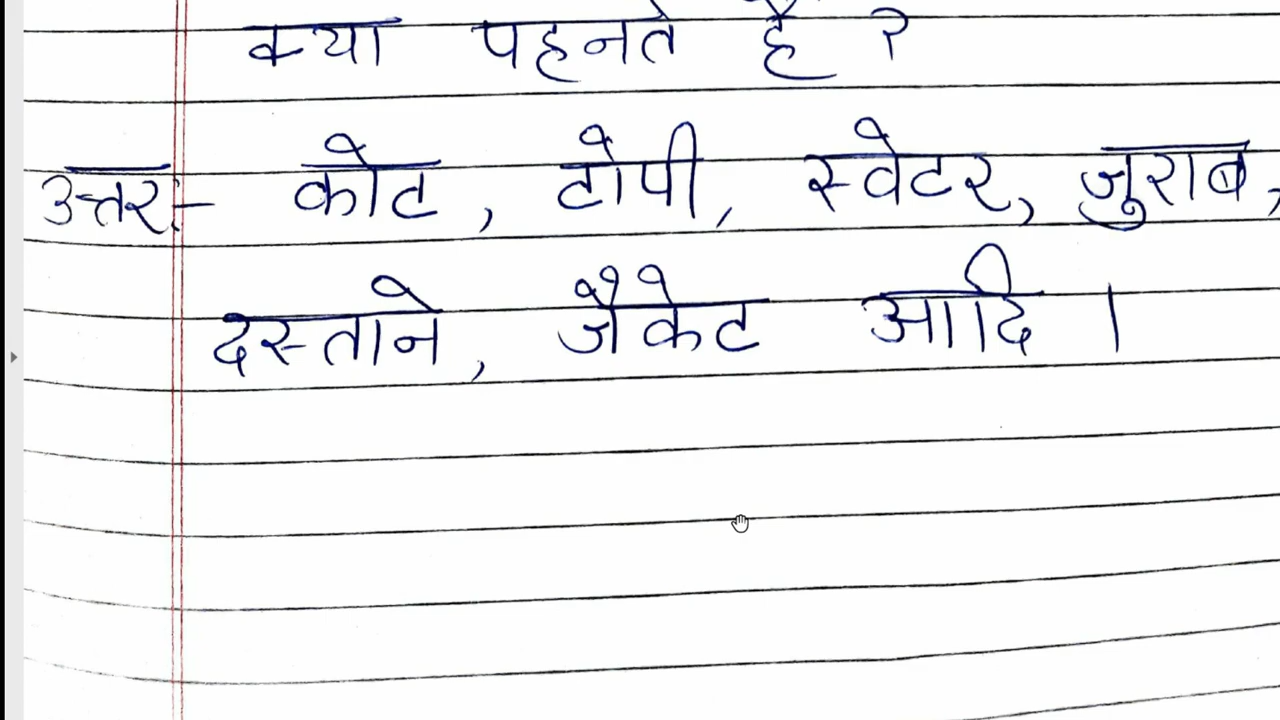 क्या पहनते हैं ?
उत्तर:- कोट, टोपी, स्वेटर, जुराब,
दस्ताने, जैकेट आदि ।